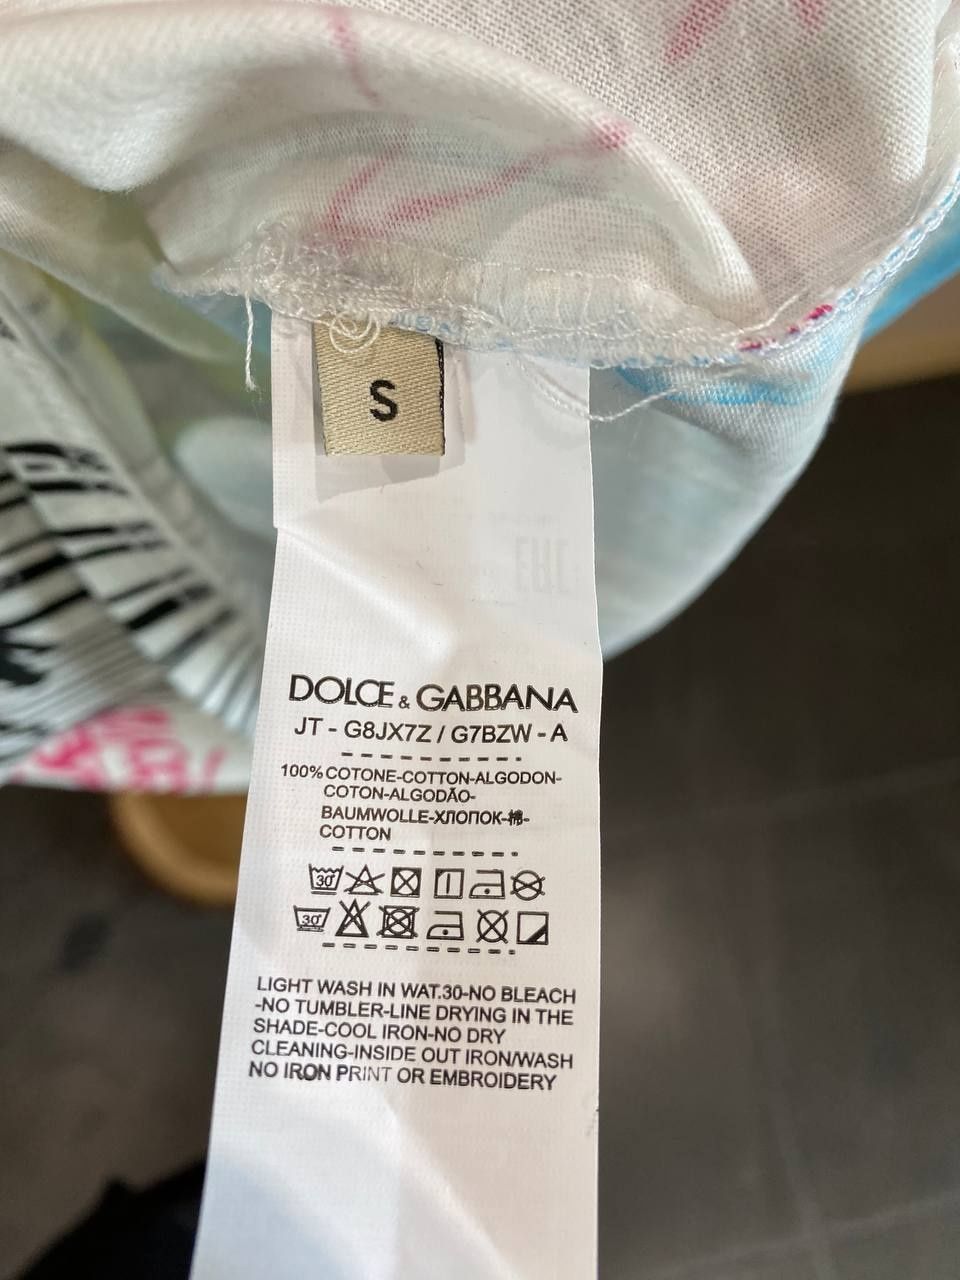 S
DOLCE & GABBANA
JT - G8JX7Z / G7BZW - A
100% COTONE-COTTON-ALGODON-
COTON-ALGODÃO-
BAUMWOLLE-ХЛОПОК-棉-
COTTON
30°
30°
LIGHT WASH IN WAT.30-NO BLEACH
-NO TUMBLER-LINE DRYING IN THE
SHADE-COOL IRON-NO DRY
CLEANING-INSIDE OUT IRON/WASH
NO IRON PRINT OR EMBROIDERY